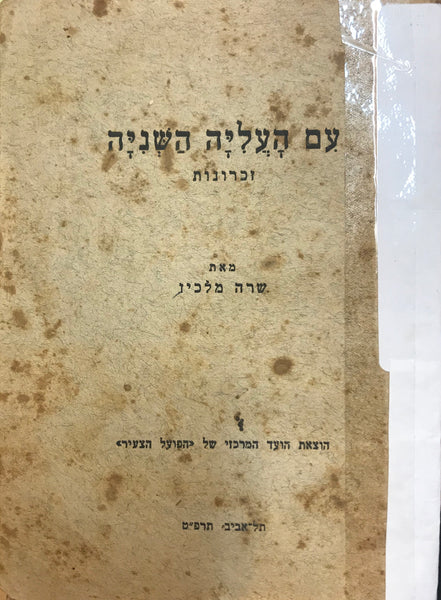 עִם הָעֲלִיָּה הַשְּׁנִיָּה
זכרונות
מאת
שרה מלכין
הוצאת הועד המרכזי של «הפועל הצעיר»
תל־אביב, תרפ״ט